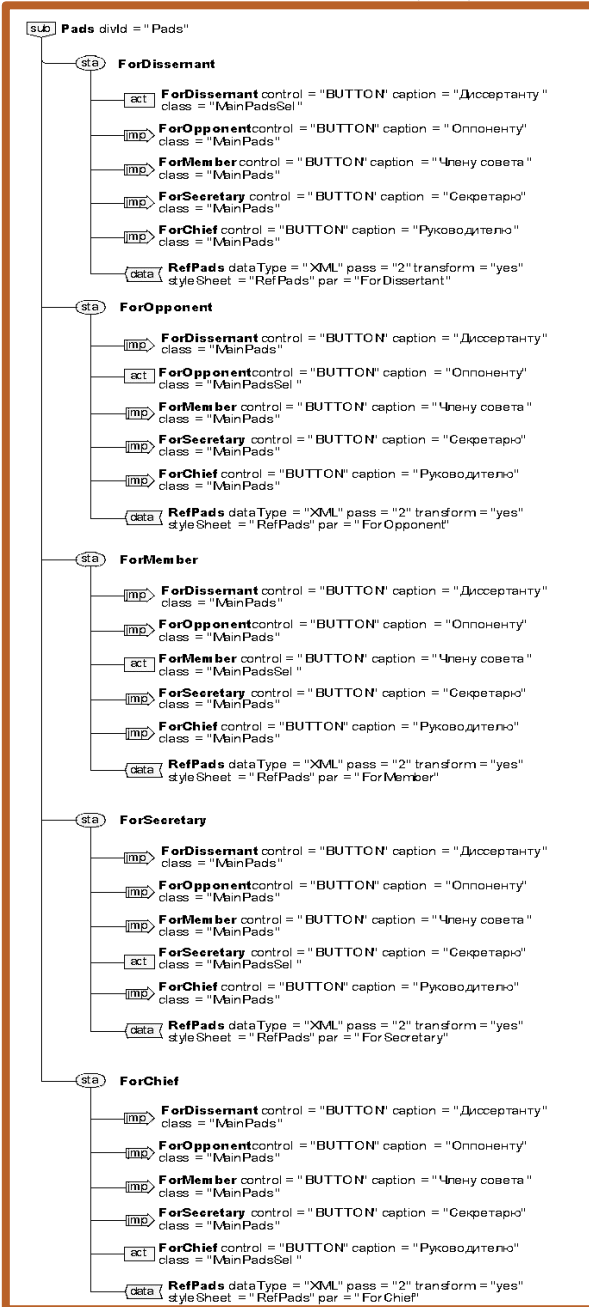 sub Pads divId = "Pads"
sta ForDissernant
act ForDissernant control = "BUTTON" caption = "Диссертанту"
class = "MainPadsSel"
jmp ForOpponent control = "BUTTON" caption = "Оппоненту"
class = "MainPads"
jmp ForMember control = "BUTTON" caption = "Члену совета"
class = "MainPads"
jmp ForSecretary control = "BUTTON" caption = "Секретарю"
class = "MainPads"
jmp ForChief control = "BUTTON" caption = "Руководителю"
class = "MainPads"
data RefPads dataType = "XML" pass = "2" transform = "yes"
styleSheet = "RefPads" par = "ForDissertant"
sta ForOpponent
jmp ForDissernant control = "BUTTON" caption = "Диссертанту"
class = "MainPads"
act ForOpponent control = "BUTTON" caption = "Оппоненту"
class = "MainPadsSel"
jmp ForMember control = "BUTTON" caption = "Члену совета"
class = "MainPads"
jmp ForSecretary control = "BUTTON" caption = "Секретарю"
class = "MainPads"
jmp ForChief control = "BUTTON" caption = "Руководителю"
class = "MainPads"
data RefPads dataType = "XML" pass = "2" transform = "yes"
styleSheet = "RefPads" par = "ForOpponent"
sta ForMember
jmp ForDissernant control = "BUTTON" caption = "Диссертанту"
class = "MainPads"
jmp ForOpponent control = "BUTTON" caption = "Оппоненту"
class = "MainPads"
act ForMember control = "BUTTON" caption = "Члену совета"
class = "MainPadsSel"
jmp ForSecretary control = "BUTTON" caption = "Секретарю"
class = "MainPads"
jmp ForChief control = "BUTTON" caption = "Руководителю"
class = "MainPads"
data RefPads dataType = "XML" pass = "2" transform = "yes"
styleSheet = "RefPads" par = "ForMember"
sta ForSecretary
jmp ForDissernant control = "BUTTON" caption = "Диссертанту"
class = "MainPads"
jmp ForOpponent control = "BUTTON" caption = "Оппоненту"
class = "MainPads"
jmp ForMember control = "BUTTON" caption = "Члену совета"
class = "MainPads"
act ForSecretary control = "BUTTON" caption = "Секретарю"
class = "MainPadsSel"
jmp ForChief control = "BUTTON" caption = "Руководителю"
class = "MainPads"
data RefPads dataType = "XML" pass = "2" transform = "yes"
styleSheet = "RefPads" par = "ForSecretary"
sta ForChief
jmp ForDissernant control = "BUTTON" caption = "Диссертанту"
class = "MainPads"
jmp ForOpponent control = "BUTTON" caption = "Оппоненту"
class = "MainPads"
jmp ForMember control = "BUTTON" caption = "Члену совета"
class = "MainPads"
jmp ForSecretary control = "BUTTON" caption = "Секретарю"
class = "MainPads"
act ForChief control = "BUTTON" caption = "Руководителю"
class = "MainPadsSel"
data RefPads dataType = "XML" pass = "2" transform = "yes"
styleSheet = "RefPads" par = "ForChief"